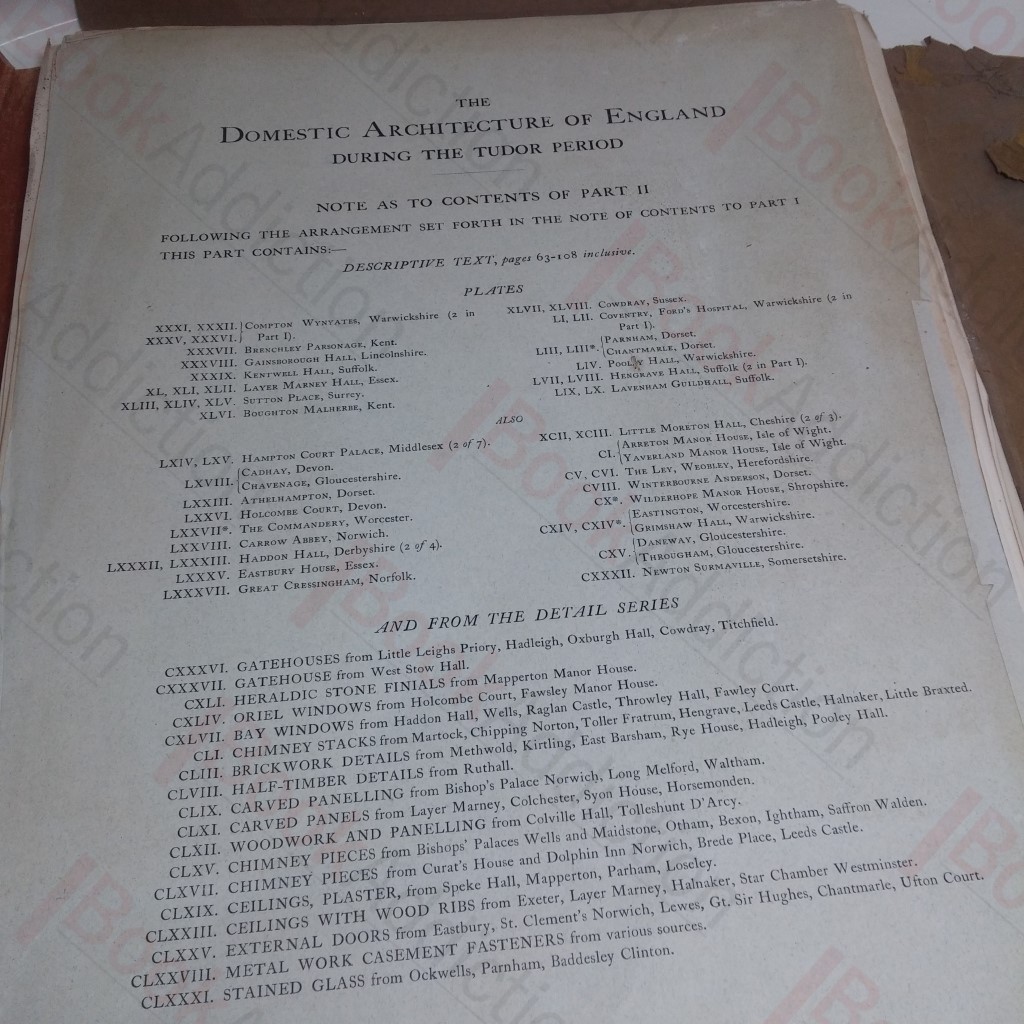 THE
DOMESTIC ARCHITECTURE OF ENGLAND
DURING THE TUDOR PERIOD
NOTE AS TO CONTENTS OF PART II
FOLLOWING THE ARRANGEMENT SET FORTH IN THE NOTE OF CONTENTS TO PART I
THIS PART CONTAINS:—
DESCRIPTIVE TEXT, pages 63-108 inclusive.
PLATES
XXXI, XXXII. COMPTON WYNYATES, Warwickshire (2 in
XXXV, XXXVI. Part I).
XXXVII. BRENCHLEY PARSONAGE, Kent.
XXXVIII. GAINSBOROUGH HALL, Lincolnshire.
XXXIX. KENTWELL HALL, Suffolk.
XL, XLI, XLII. LAYER MARNEY HALL, Essex.
XLIII, XLIV, XLV. SUTTON PLACE, Surrey.
XLVI. BOUGHTON MALHERBE, Kent.
XLVII, XLVIII. COWDRAY, Sussex.
LI, LII. COVENTRY, FORD'S HOSPITAL, Warwickshire (2 in
Part I).
LIII, LIII*. PARNHAM, Dorset.
CHANTMARLE, Dorset.
LIV. POOLEY HALL, Warwickshire.
LVII, LVIII. HENGRAVE HALL, Suffolk (2 in Part I).
LIX, LX. LAVENHAM GUILDHALL, Suffolk.
ALSO
LXIV, LXV. HAMPTON COURT PALACE, Middlesex (2 of 7).
LXVIII. CADHAY, Devon.
CHAVENAGE, Gloucestershire.
LXXIII. ATHELHAMPTON, Dorset.
LXXVI. HOLCOMBE COURT, Devon.
LXXVII*. THE COMMANDERY, Worcester.
LXXVIII. CARROW ABBEY, Norwich.
LXXXII, LXXXIII. HADDON HALL, Derbyshire (2 of 4).
LXXXV. EASTBURY HOUSE, Essex.
LXXXVII. GREAT CRESSINGHAM, Norfolk.
XCII, XCIII. LITTLE MORETON HALL, Cheshire (2 of 3).
CI. ARRETON MANOR HOUSE, Isle of Wight.
YAVERLAND MANOR HOUSE, Isle of Wight.
CV, CVI. THE LEY, WEOBLEY, Herefordshire.
CVIII. WINTERBOURNE ANDERSON, Dorset.
CX*. WILDERHOPE MANOR HOUSE, Shropshire.
CXIV, CXIV*. EASTINGTON, Worcestershire.
GRIMSHAW HALL, Warwickshire.
CXV. DANEWAY, Gloucestershire.
THROUGHAM, Gloucestershire.
CXXXII. NEWTON SURMAVILLE, Somersetshire.
AND FROM THE DETAIL SERIES
CXXXVI. GATEHOUSES from Little Leighs Priory, Hadleigh, Oxburgh Hall, Cowdray, Titchfield.
CXXXVII. GATEHOUSE from West Stow Hall.
CXLI. HERALDIC STONE FINIALS from Mapperton Manor House.
CXLIV. ORIEL WINDOWS from Holcombe Court, Fawsley Manor House.
CXLVII. BAY WINDOWS from Haddon Hall, Wells, Raglan Castle, Throwley Hall, Fawley Court.
CLI. CHIMNEY STACKS from Martock, Chipping Norton, Toller Fratrum, Hengrave, Leeds Castle, Halnaker, Little Braxted.
CLIII. BRICKWORK DETAILS from Methwold, Kirtling, East Barsham, Rye House, Hadleigh, Pooley Hall.
CLVIII. HALF-TIMBER DETAILS from Ruthall.
CLIX. CARVED PANELLING from Bishop's Palace Norwich, Long Melford, Waltham.
CLXI. CARVED PANELS from Layer Marney, Colchester, Syon House, Horsemonden.
CLXII. WOODWORK AND PANELLING from Colville Hall, Tolleshunt D'Arcy.
CLXV. CHIMNEY PIECES from Bishops' Palaces Wells and Maidstone, Otham, Bexon, Ightham, Saffron Walden.
CLXVII. CHIMNEY PIECES from Curat's House and Dolphin Inn Norwich, Brede Place, Leeds Castle.
CLXIX. CEILINGS, PLASTER, from Speke Hall, Mapperton, Parham, Loseley.
CLXXIII. CEILINGS WITH WOOD RIBS from Exeter, Layer Marney, Halnaker, Star Chamber Westminster.
CLXXV. EXTERNAL DOORS from Eastbury, St. Clement's Norwich, Lewes, Gt. Sir Hughes, Chantmarle, Ufton Court.
CLXXVIII. METAL WORK CASEMENT FASTENERS from various sources.
CLXXXI. STAINED GLASS from Ockwells, Parnham, Baddesley Clinton.